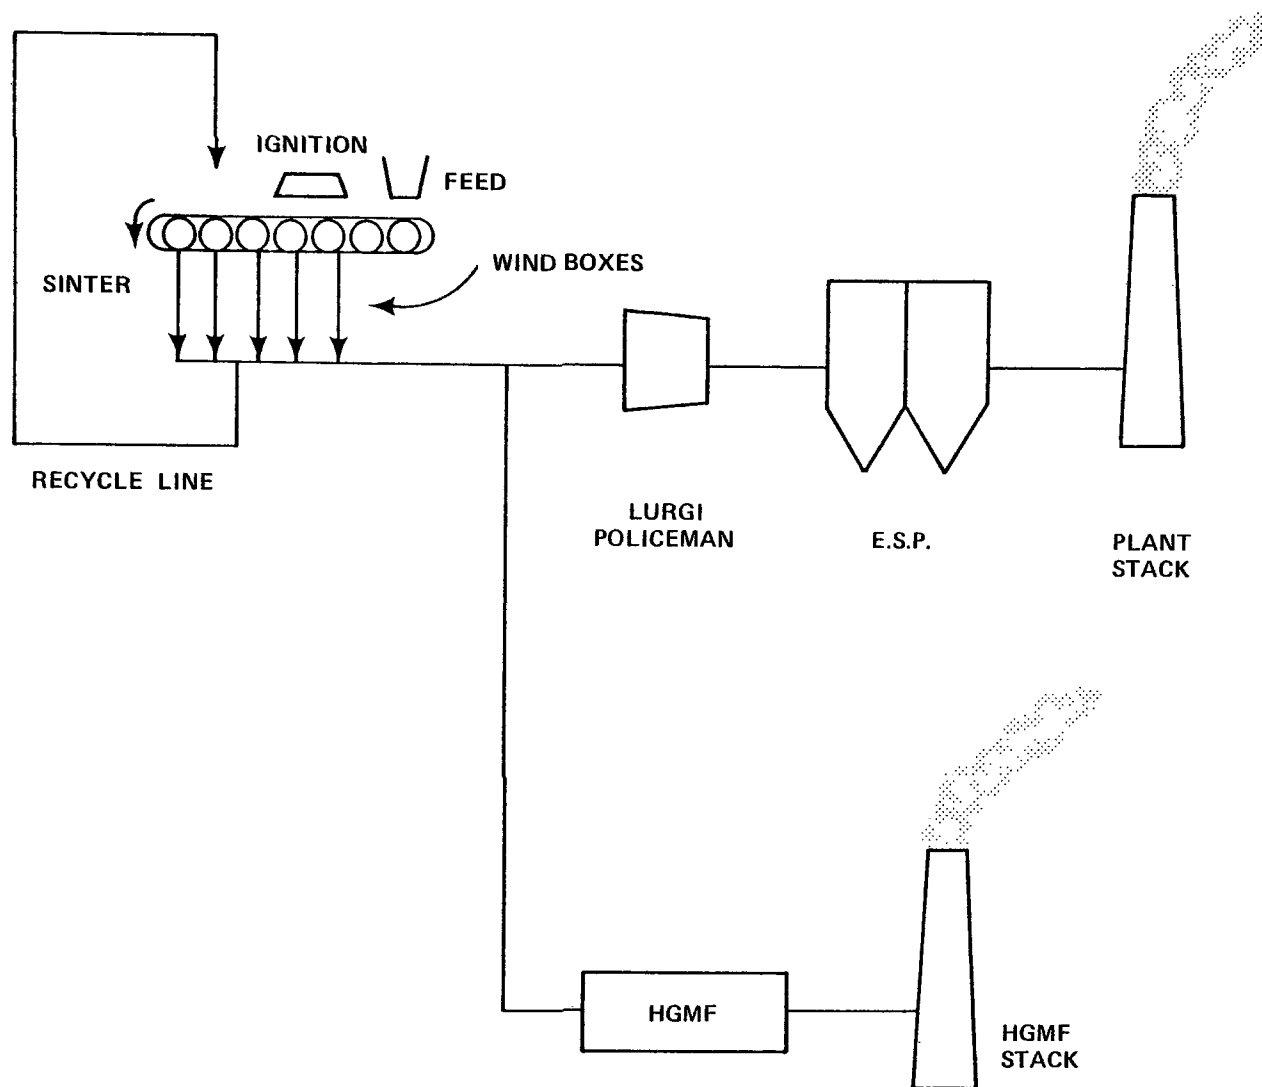 IGNITION
FEED
WIND BOXES
SINTER
RECYCLE LINE
LURGI
POLICEMAN
E.S.P.
PLANT
STACK
HGMF
HGMF
STACK